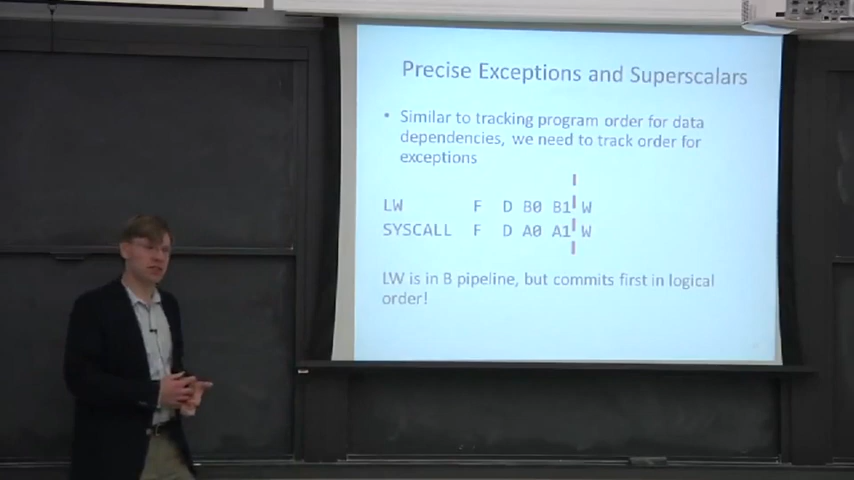 Precise Exceptions and Superscalars
• Similar to tracking program order for data
dependencies, we need to track order for
exceptions
LW F D B0 B1 W
SYSCALL F D A0 A1 W
LW is in B pipeline, but commits first in logical
order!